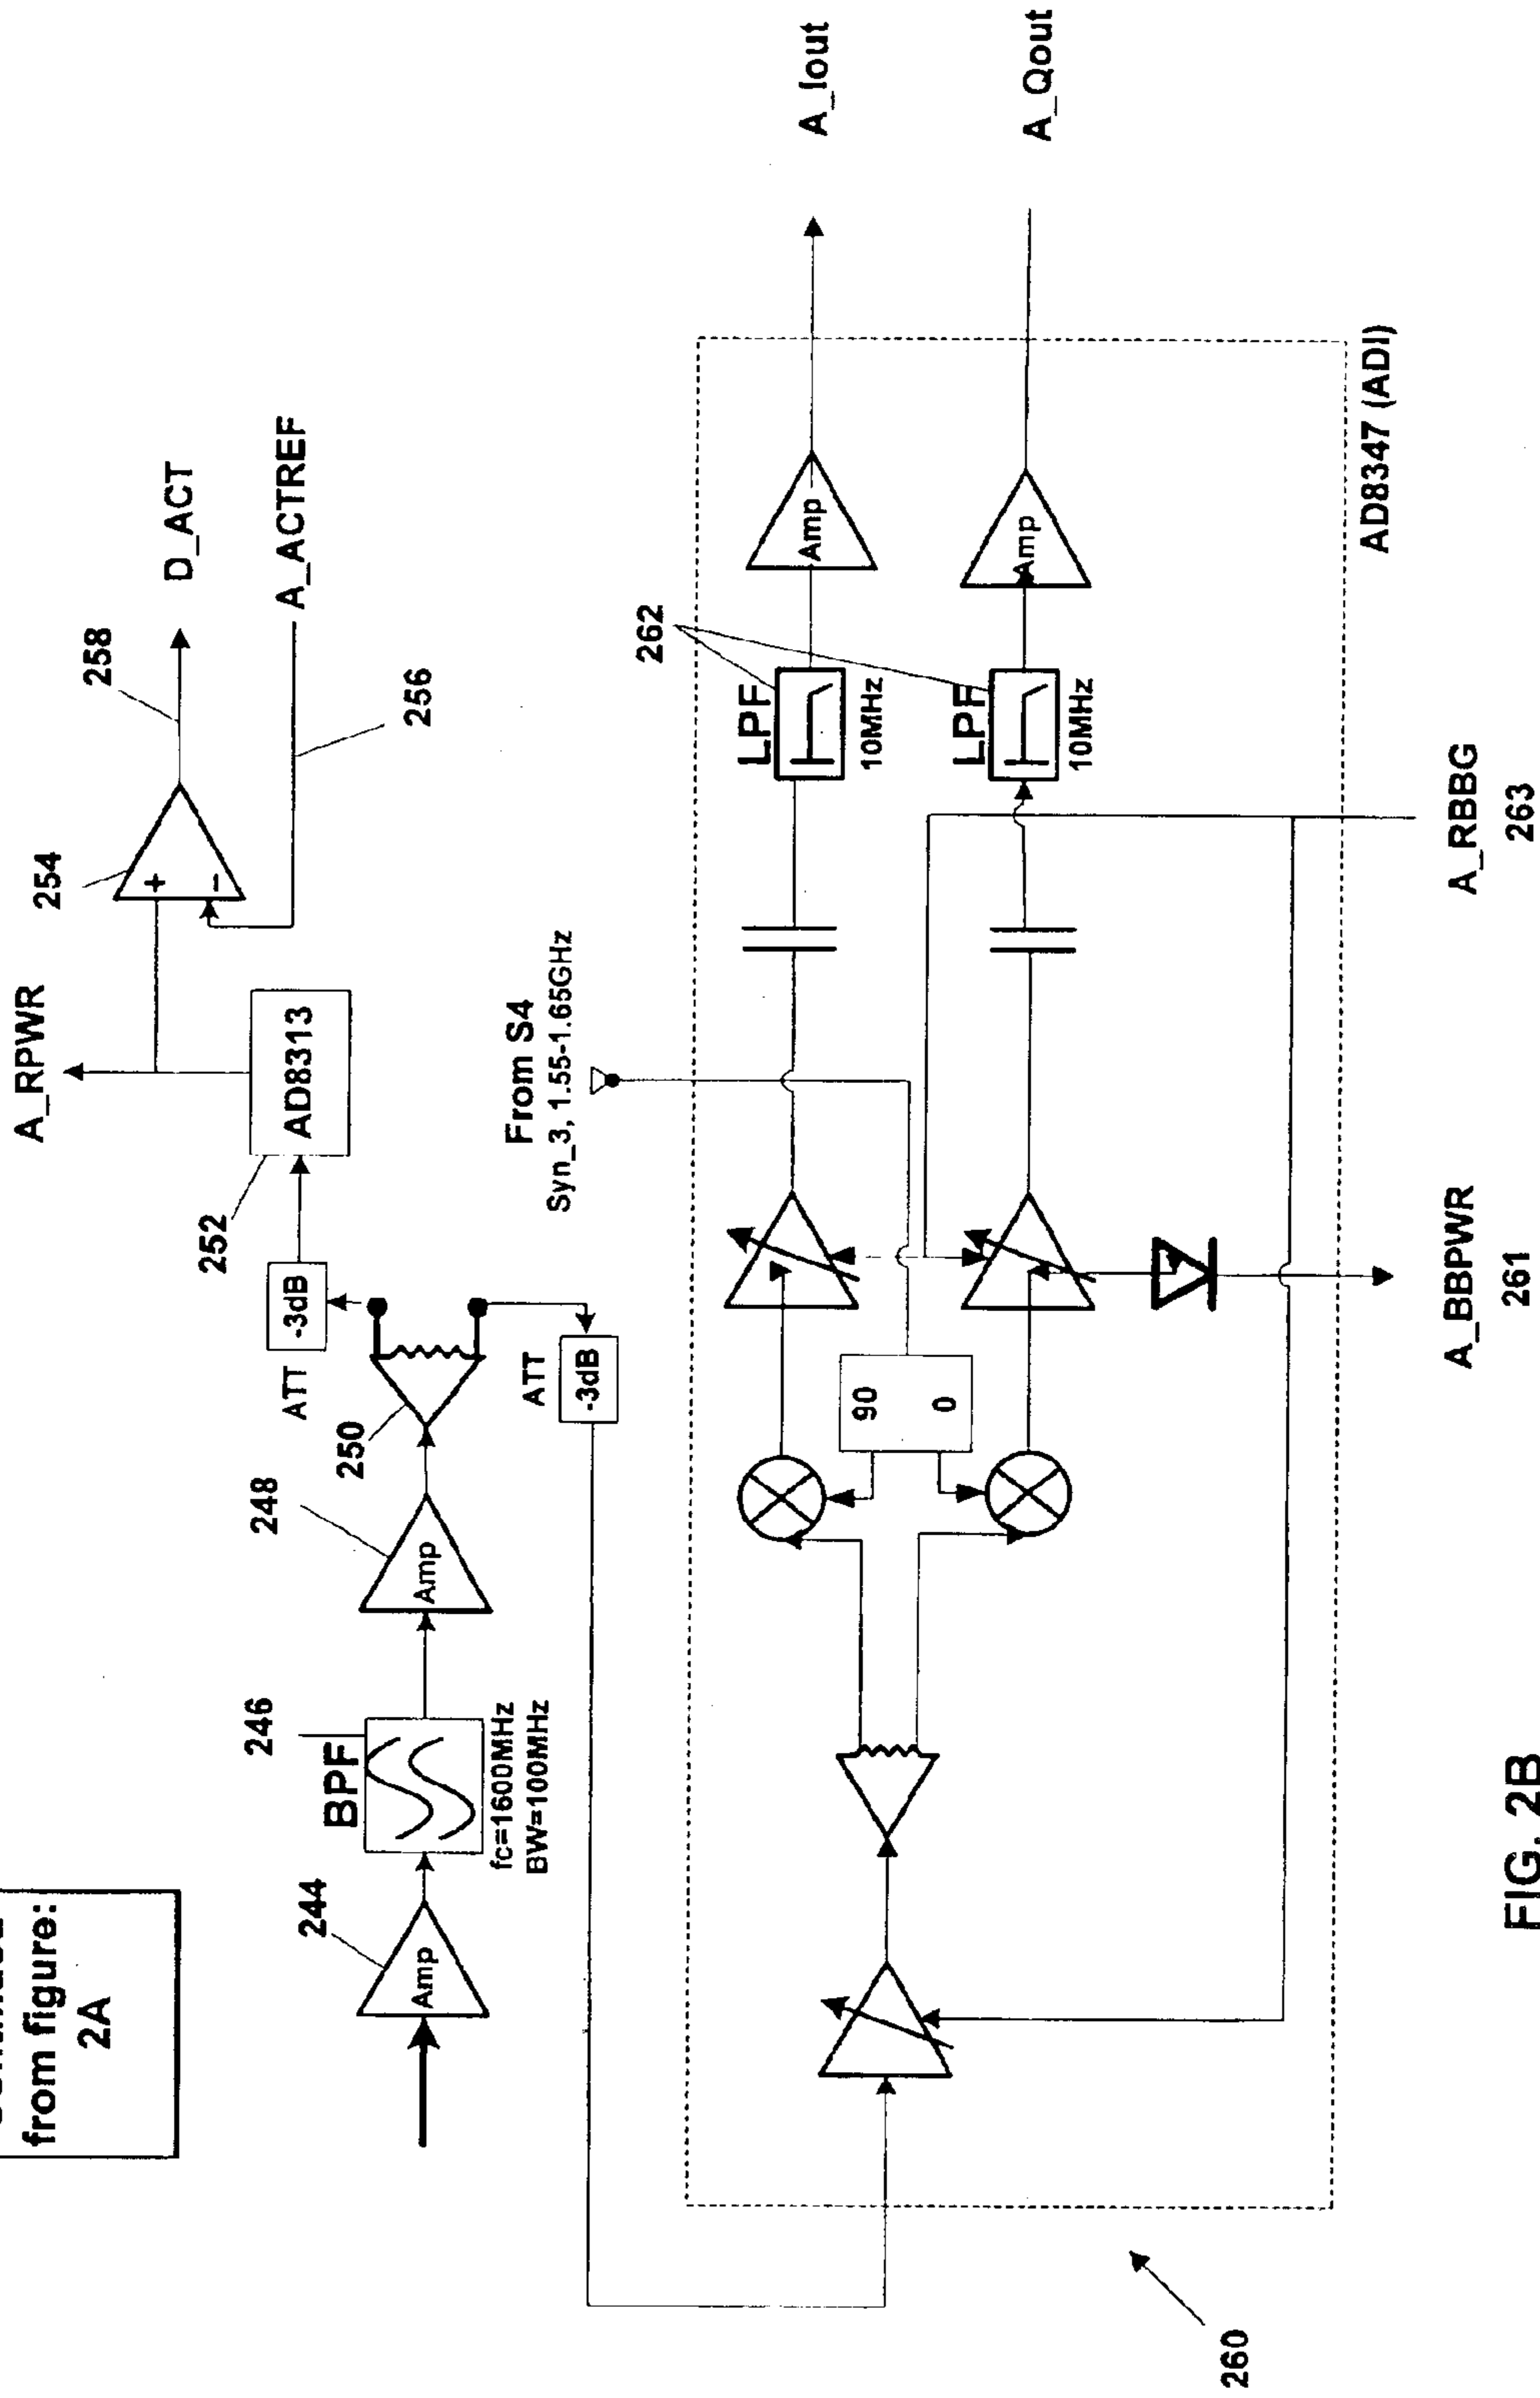 from figure:
2A
A_RPWR
254
+
−
258
D_ACT
A_ACTREF
256
252
AD8313
ATT
-3dB
244
Amp
246
BPF
fc=1600MHz
BW=100MHz
248
Amp
250
ATT
-3dB
From S4
Syn_3, 1.55-1.65GHz
90
0
262
LPF
10MHz
Amp
A_Iout
LPF
10MHz
Amp
A_Qout
AD8347 (ADI)
260
A_BBPWR
261
A_RBBG
263
FIG. 2B